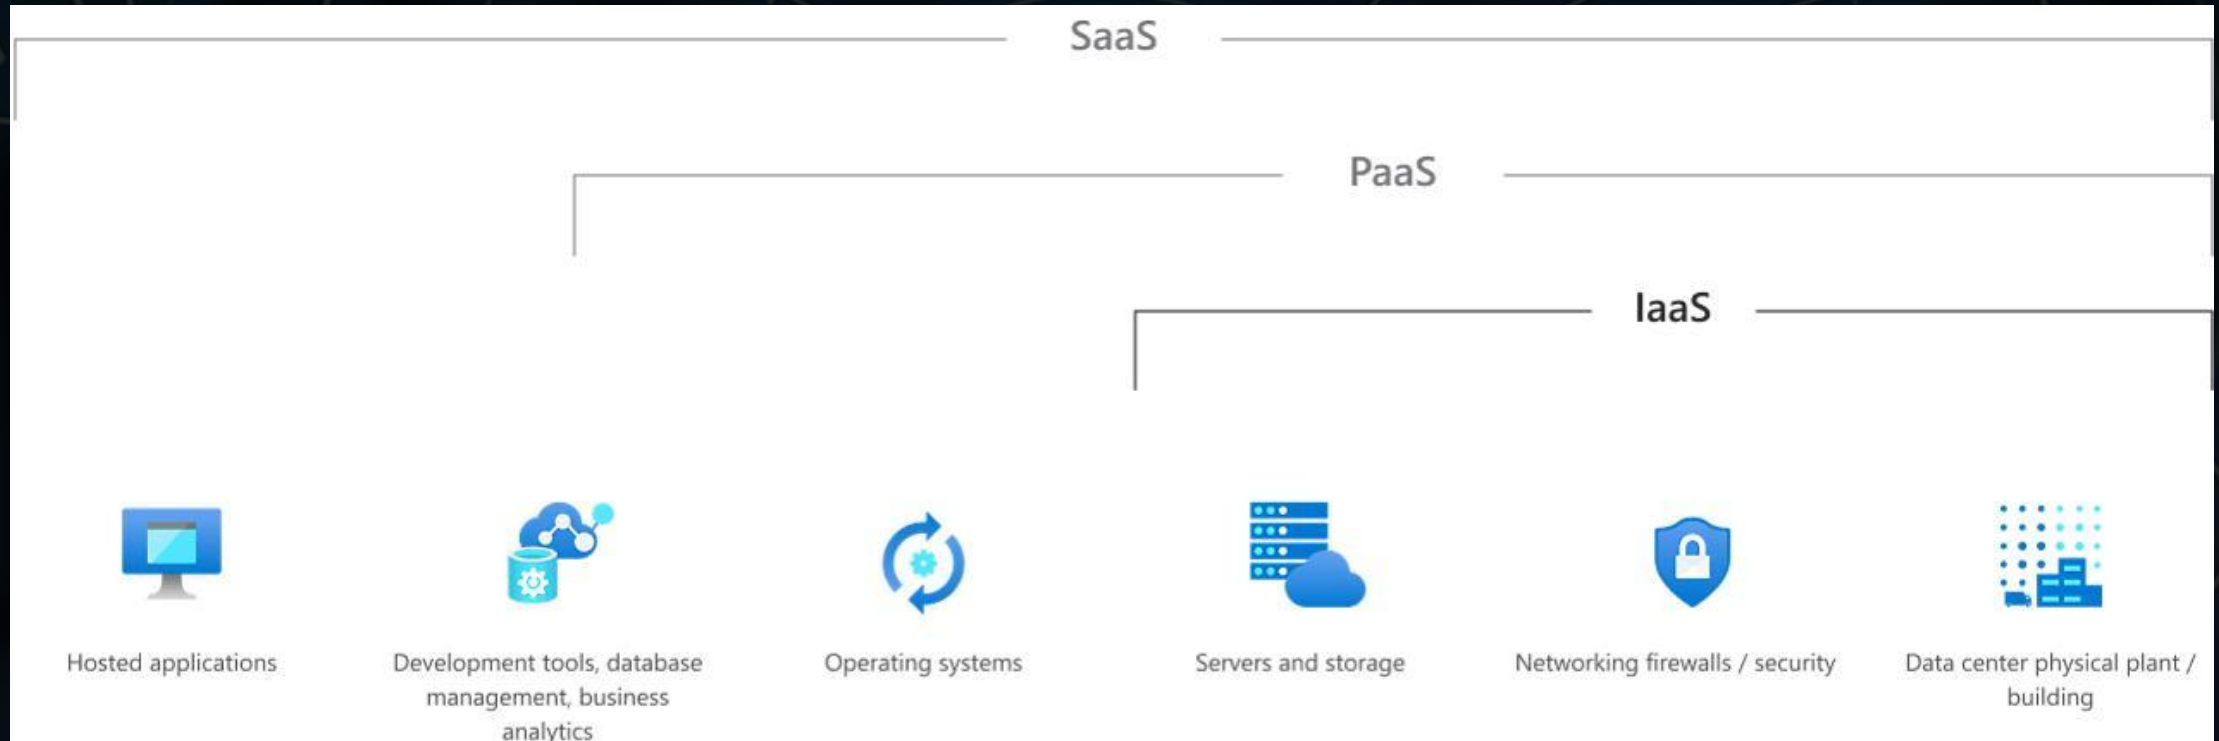 SaaS
PaaS
IaaS
Hosted applications
Development tools, database
management, business
analytics
Operating systems
Servers and storage
Networking firewalls / security
Data center physical plant /
building